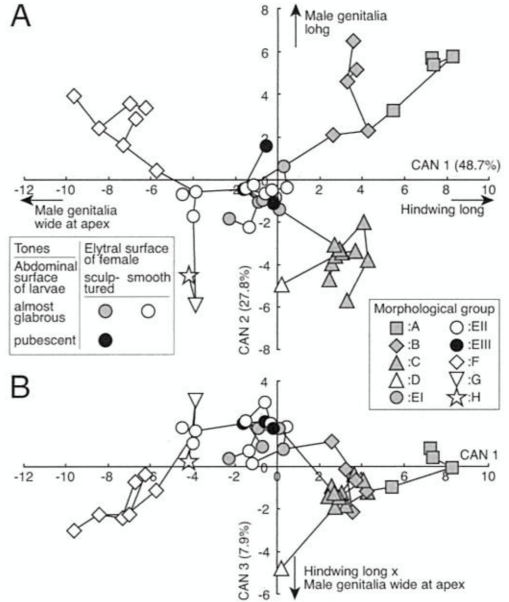 A
8
6
4
2
Male genitalia
lohg
CAN 1 (48.7%)
-12 -10 -8 -6 -4 -2 2 4 6 8 10
Male genitalia
wide at apex
Hindwing long
-2
-4
-6
-8
CAN 2 (27.8%)
Tones
Elytral surface
of female
Abdominal
surface
of larvae
sculp-
tured
smooth
almost
glabrous
pubescent
Morphological group
:A :EII
:B :EIII
:C :F
:D :G
:EI :H
B
4
2
CAN 1
-12 -10 -8 -6 -4 -2 0 2 4 6 8 10
-2
-4
-6
CAN 3 (7.9%)
Hindwing long x
Male genitalia wide at apex